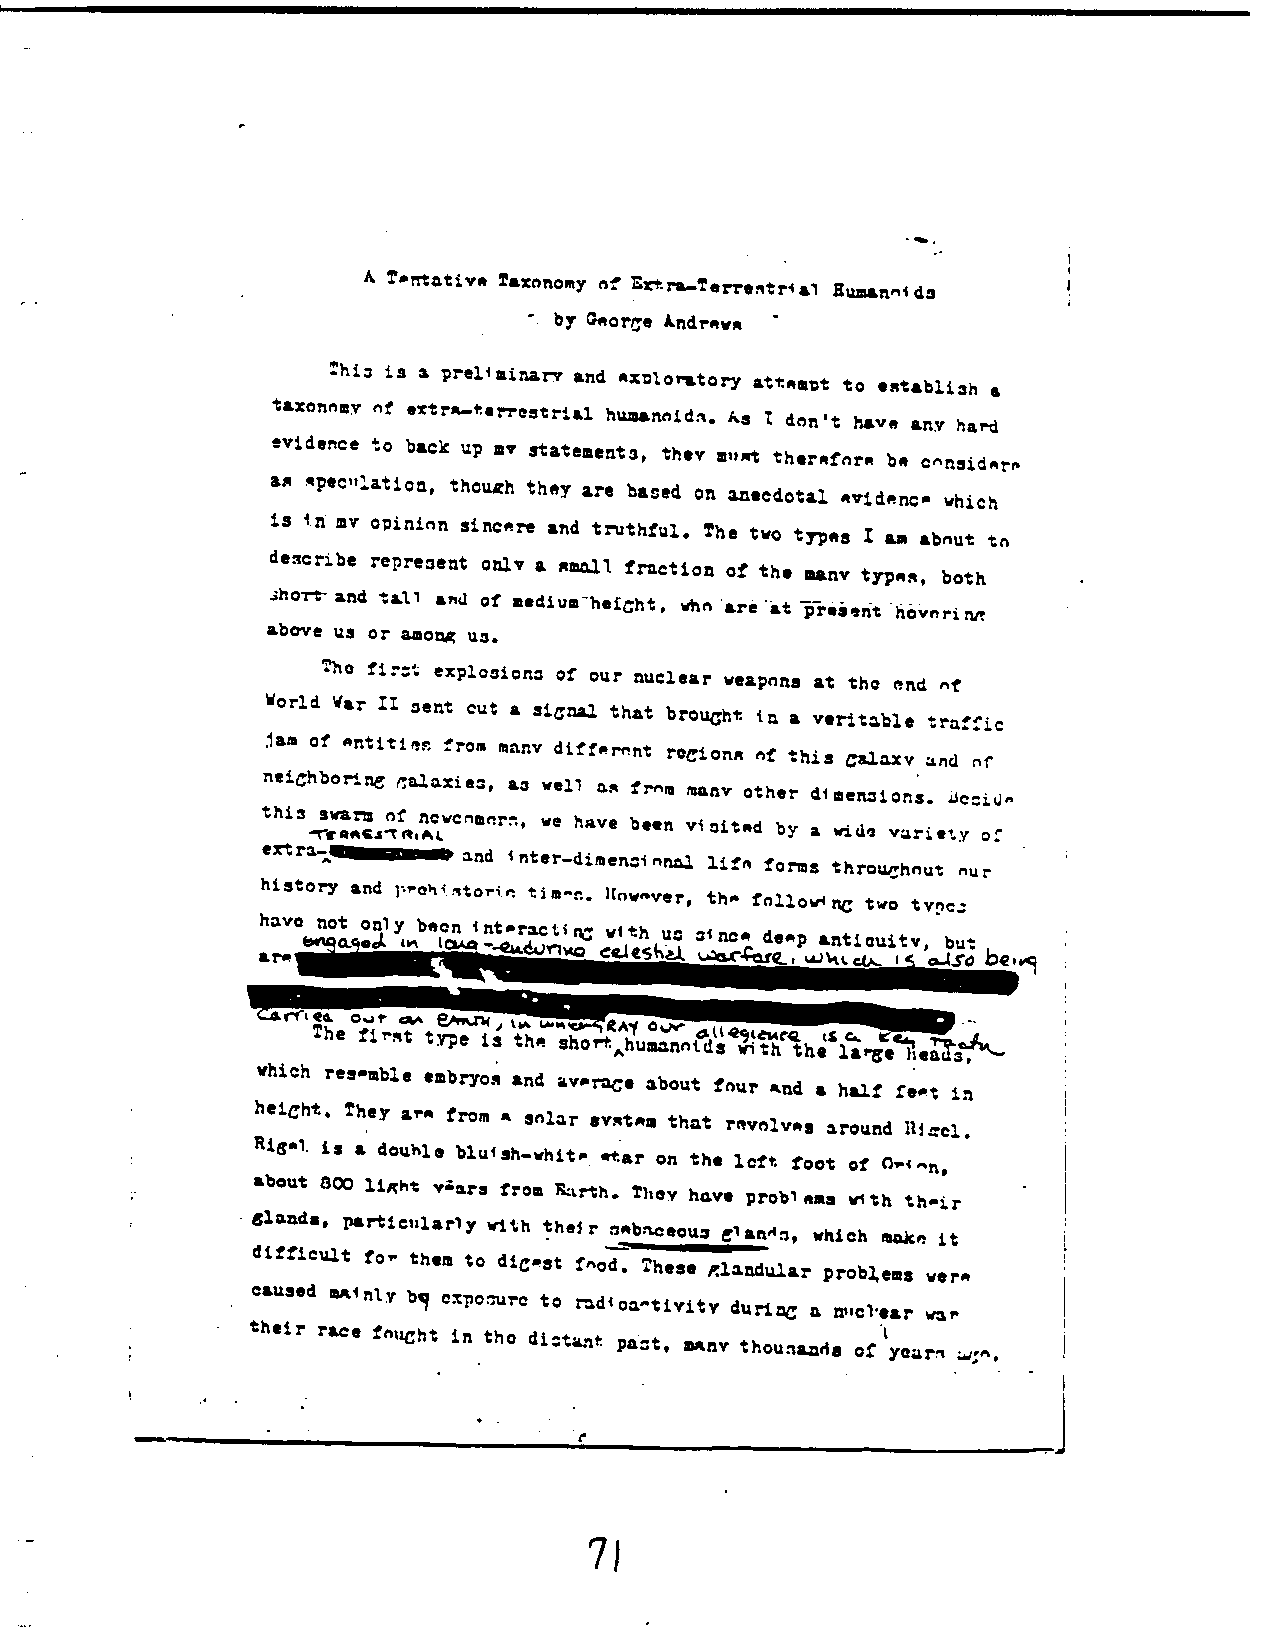 A Tentative Taxonomy of Extra-Terrestrial Humanoids
by George Andrews
This is a preliminary and exploratory attempt to establish a
taxonomy of extra-terrestrial humanoids. As I don't have any hard
evidence to back up my statements, they must therefore be considere
as speculation, though they are based on anecdotal evidence which
is in my opinion sincere and truthful. The two types I am about to
describe represent only a small fraction of the many types, both
short and tall and of medium height, who are at present hovering
above us or among us.
The first explosions of our nuclear weapons at the end of
World War II sent out a signal that brought in a veritable traffic
jam of entities from many different regions of this galaxy and of
neighboring galaxies, as well as from many other dimensions. Beside
this swarm of newcomers, we have been visited by a wide variety of
TERRESTRIAL
extra- and inter-dimensional life forms throughout our
history and prehistoric times. However, the following two types
have not only been interacting with us since deep antiquity, but
engaged in long-enduring celestial warfare, which is also being
are
carried out on EARTH, in our allegience is a key
The first type is the short humanoids with the large heads,
which resemble embryos and average about four and a half feet in
height. They are from a solar system that revolves around Rigel.
Rigel is a double bluish-white star on the left foot of Orion,
about 800 light years from Earth. They have problems with their
glands, particularly with their sebaceous glands, which make it
difficult for them to digest food. These glandular problems were
caused mainly by exposure to radioactivity during a nuclear war
their race fought in the distant past, many thousands of years ago.
71